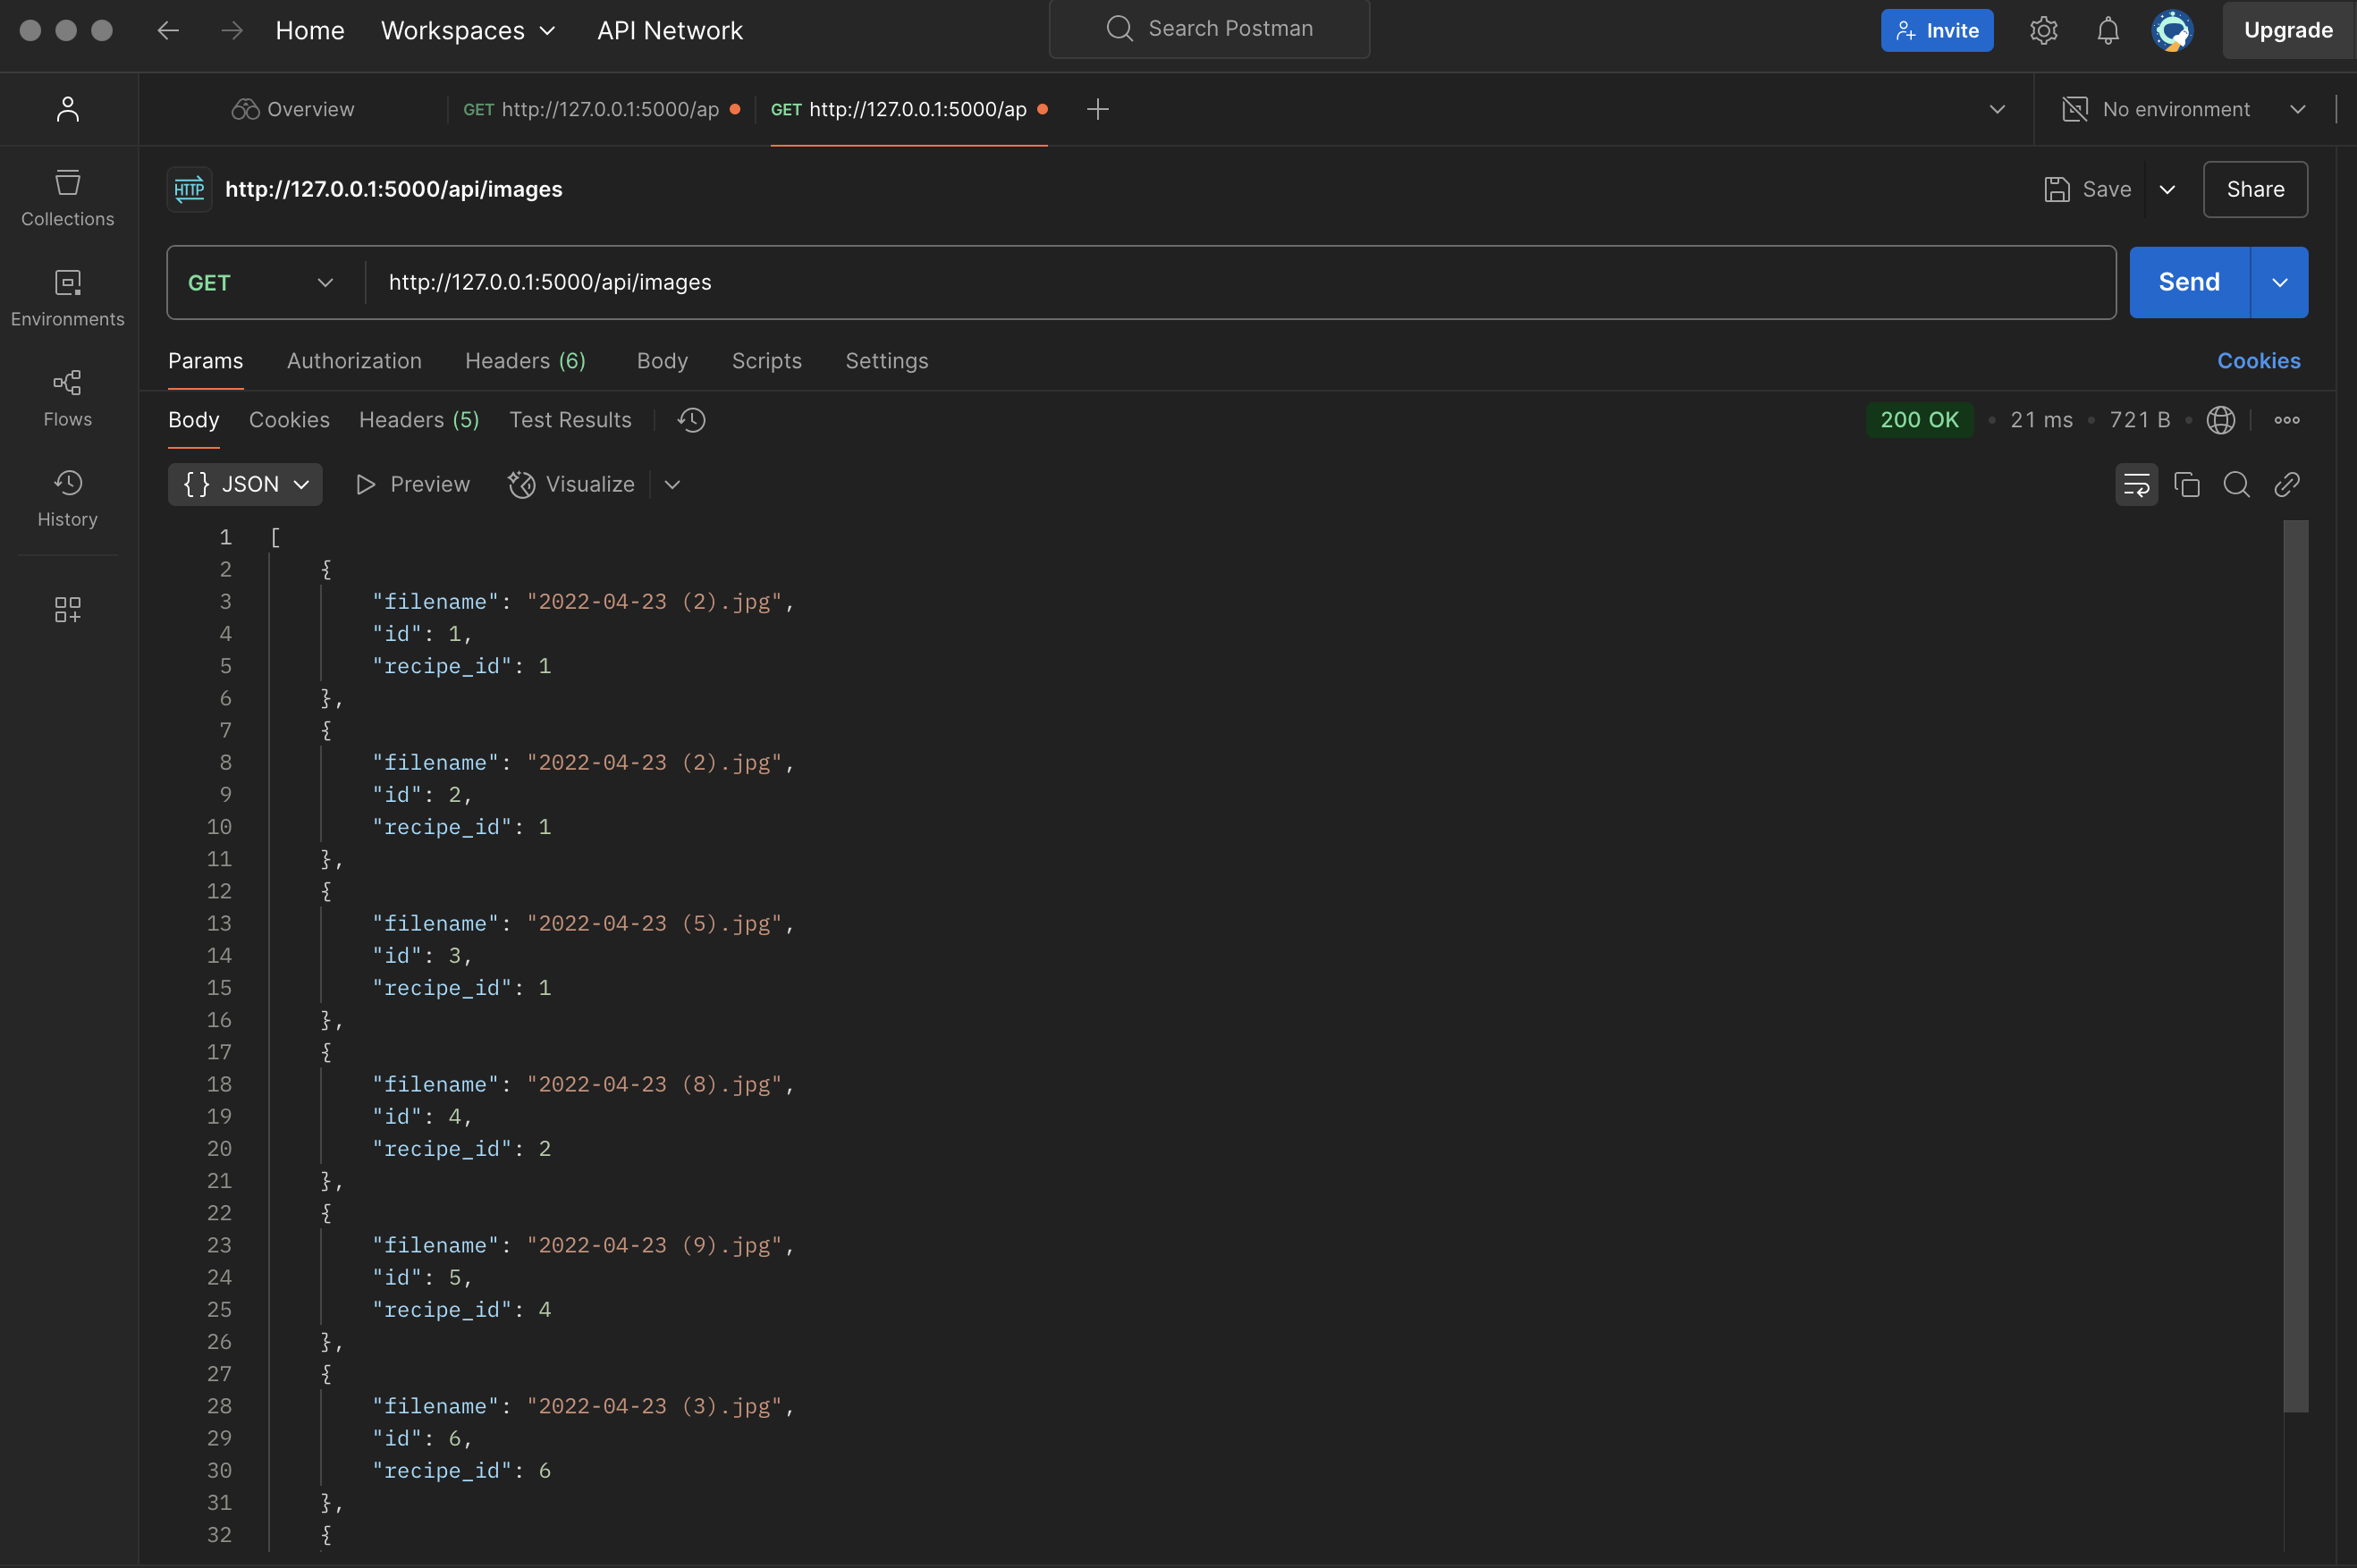 Home Workspaces API Network Search Postman Invite Upgrade
Overview GET http://127.0.0.1:5000/ap GET http://127.0.0.1:5000/ap No environment
HTTP http://127.0.0.1:5000/api/images Save Share
Collections
GET http://127.0.0.1:5000/api/images Send
Environments
Params Authorization Headers (6) Body Scripts Settings Cookies
Flows
Body Cookies Headers (5) Test Results 200 OK • 21 ms • 721 B •
{ } JSON Preview Visualize
History
1 [
2 {
3 "filename": "2022-04-23 (2).jpg",
4 "id": 1,
5 "recipe_id": 1
6 },
7 {
8 "filename": "2022-04-23 (2).jpg",
9 "id": 2,
10 "recipe_id": 1
11 },
12 {
13 "filename": "2022-04-23 (5).jpg",
14 "id": 3,
15 "recipe_id": 1
16 },
17 {
18 "filename": "2022-04-23 (8).jpg",
19 "id": 4,
20 "recipe_id": 2
21 },
22 {
23 "filename": "2022-04-23 (9).jpg",
24 "id": 5,
25 "recipe_id": 4
26 },
27 {
28 "filename": "2022-04-23 (3).jpg",
29 "id": 6,
30 "recipe_id": 6
31 },
32 {